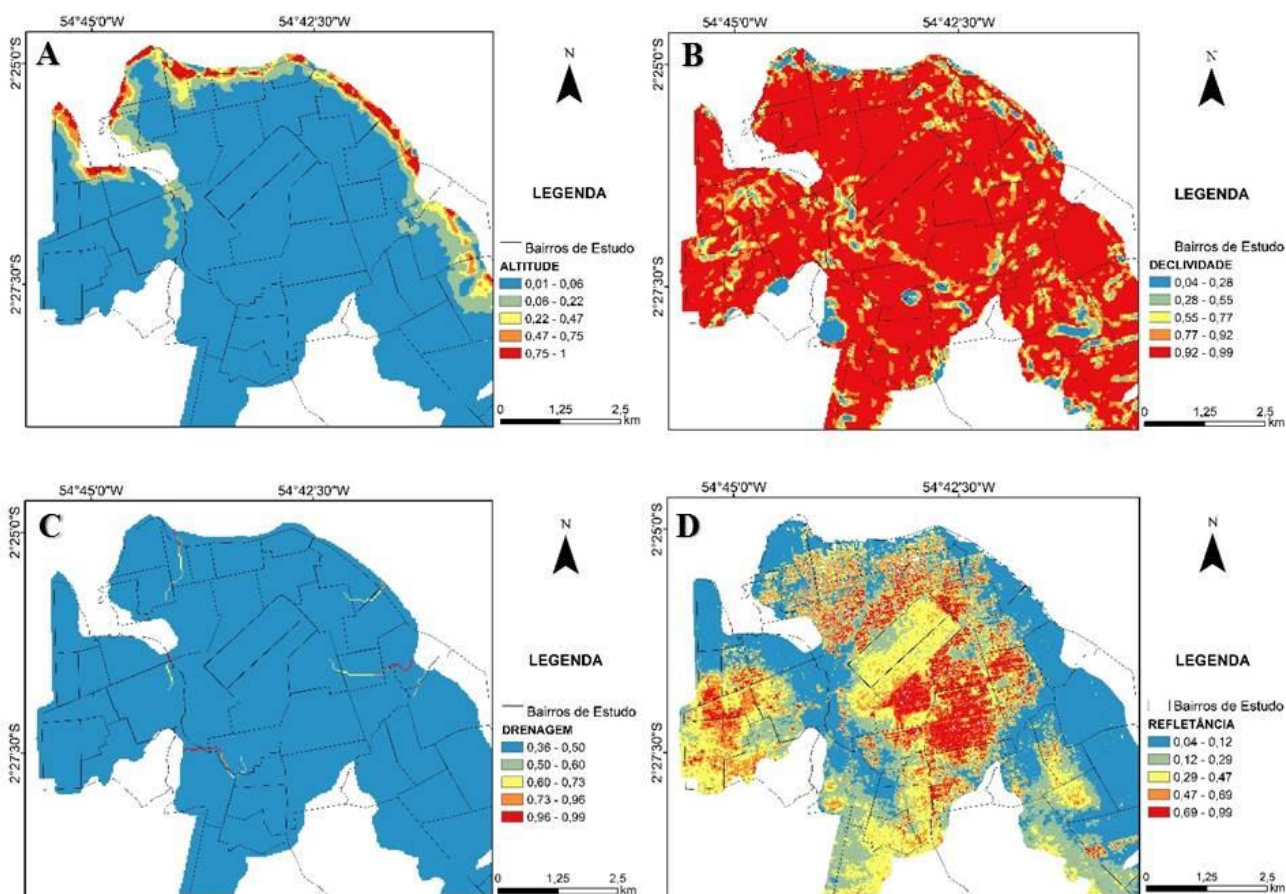 54°45'0"W 54°42'30"W
A
2°25'0"S
2°27'30"S
N
LEGENDA
Bairros de Estudo
ALTITUDE
0,01 - 0,06
0,06 - 0,22
0,22 - 0,47
0,47 - 0,75
0,75 - 1
0 1,25 2,5
km
54°45'0"W 54°42'30"W
B
2°25'0"S
2°27'30"S
N
LEGENDA
Bairros de Estudo
DECLIVIDADE
0,04 - 0,28
0,28 - 0,55
0,55 - 0,77
0,77 - 0,92
0,92 - 0,99
0 1,25 2,5
km
54°45'0"W 54°42'30"W
C
2°25'0"S
2°27'30"S
N
LEGENDA
Bairros de Estudo
DRENAGEM
0,36 - 0,50
0,50 - 0,60
0,60 - 0,73
0,73 - 0,96
0,96 - 0,99
0 1,25 2,5
km
54°45'0"W 54°42'30"W
D
2°25'0"S
2°27'30"S
N
LEGENDA
Bairros de Estudo
REFLETÂNCIA
0,04 - 0,12
0,12 - 0,29
0,29 - 0,47
0,47 - 0,69
0,69 - 0,99
0 1,25 2,5
km